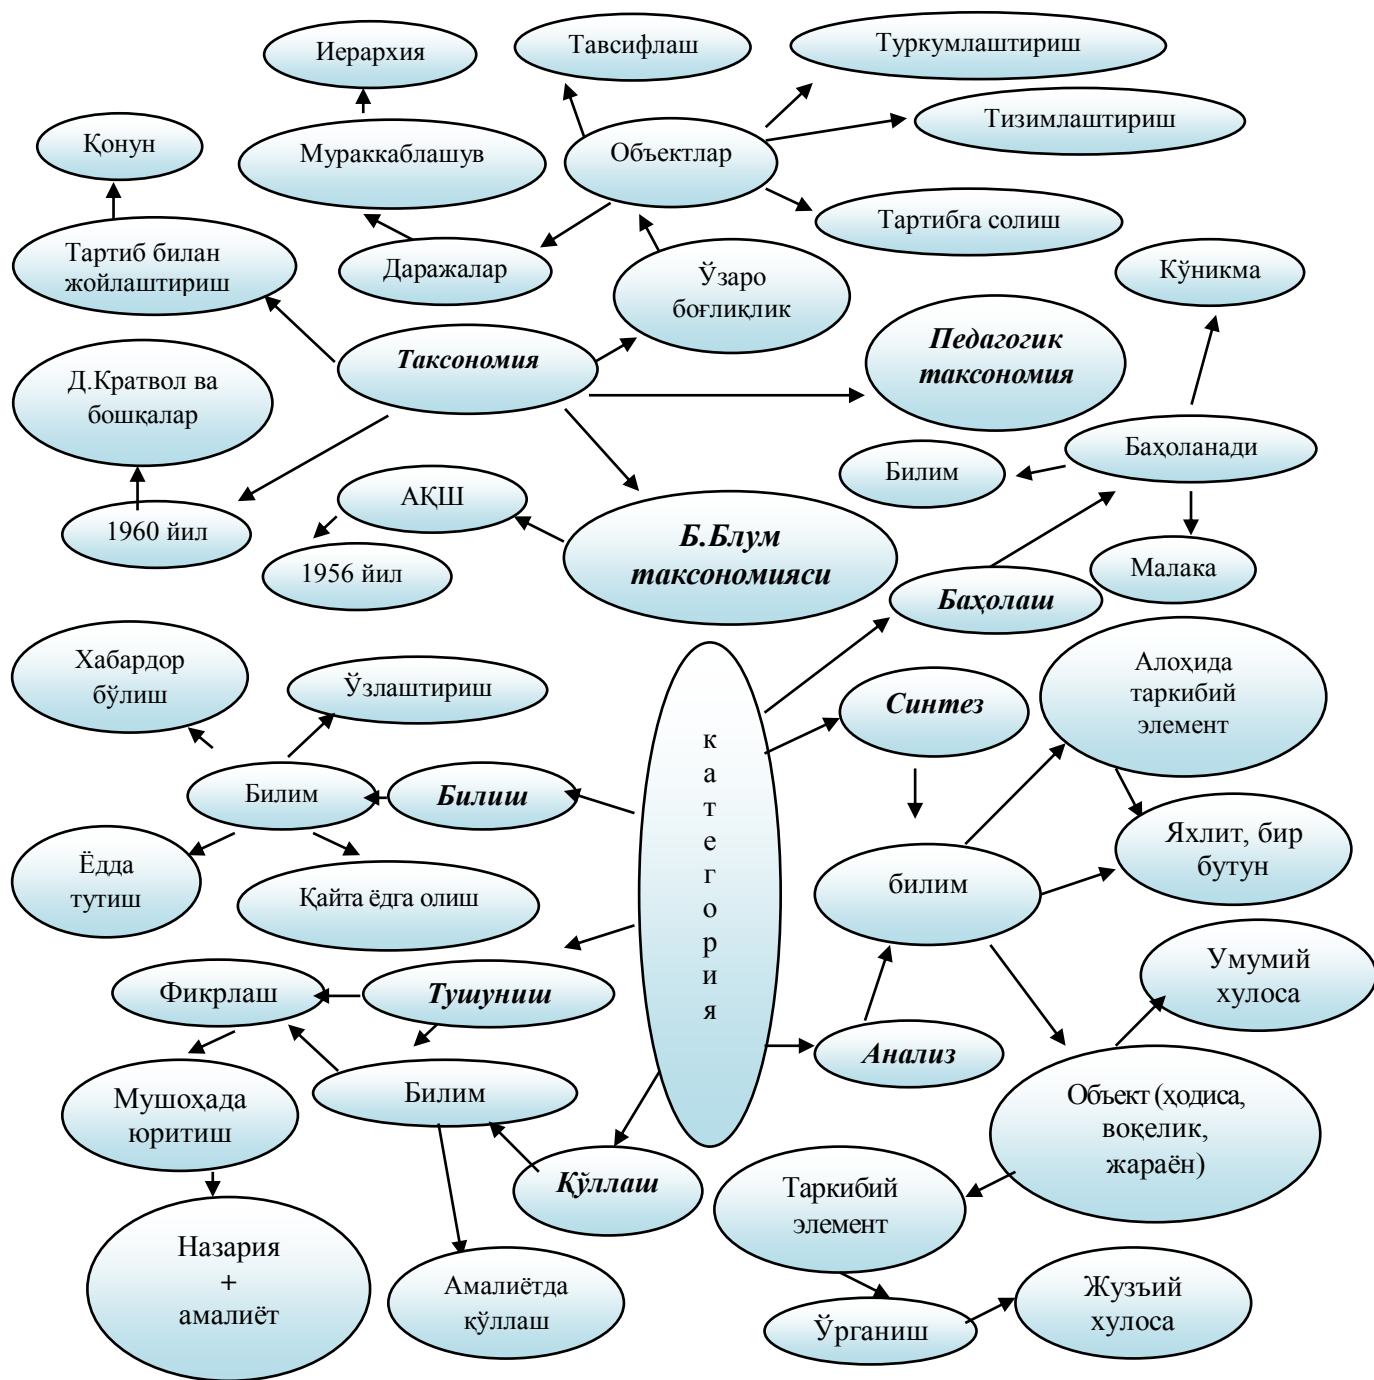 Иерархия
Тавсифлаш
Туркумлаштириш
Тизимлаштириш
Қонун
Мураккаблашув
Объектлар
Тартибга солиш
Тартиб билан
жойлаштириш
Даражалар
Ўзаро
боғлиқлик
Кўникма
Таксономия
Педагогик
таксономия
Д.Кратвол ва
бошқалар
Баҳоланади
Билим
1960 йил
АҚШ
1956 йил
Б.Блум
таксономияси
Малака
Баҳолаш
Хабардор
бўлиш
Ўзлаштириш
Синтез
Алоҳида
таркибий
элемент
Билим
Билиш
категория
Ёдда
тутиш
Қайта ёдга олиш
билим
Яхлит, бир
бутун
Фикрлаш
Тушуниш
Умумий
хулоса
Анализ
Мушоҳада
юритиш
Билим
Объект (ҳодиса,
воқелик,
жараён)
Қўллаш
Таркибий
элемент
Назария
+
амалиёт
Амалиётда
қўллаш
Ўрганиш
Жузъий
хулоса